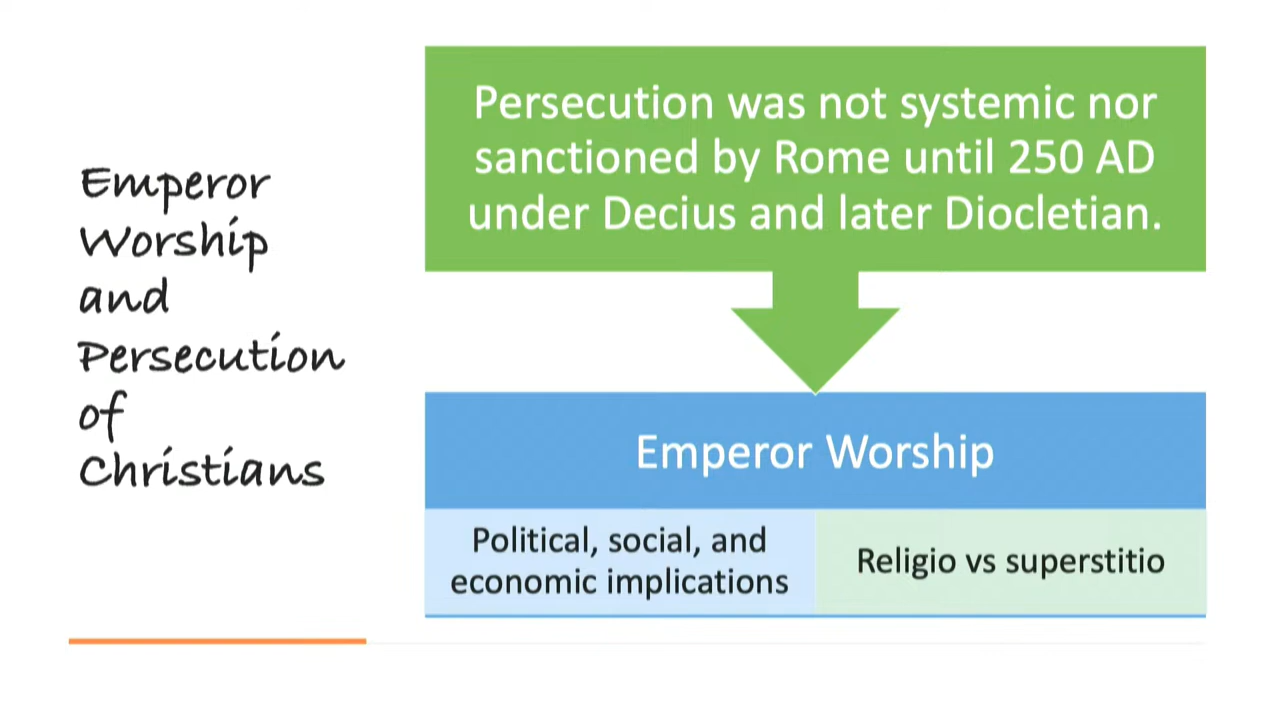 Emperor
Worship
and
Persecution
of
Christians
Persecution was not systemic nor
sanctioned by Rome until 250 AD
under Decius and later Diocletian.
Emperor Worship
Political, social, and
economic implications
Religio vs superstitio